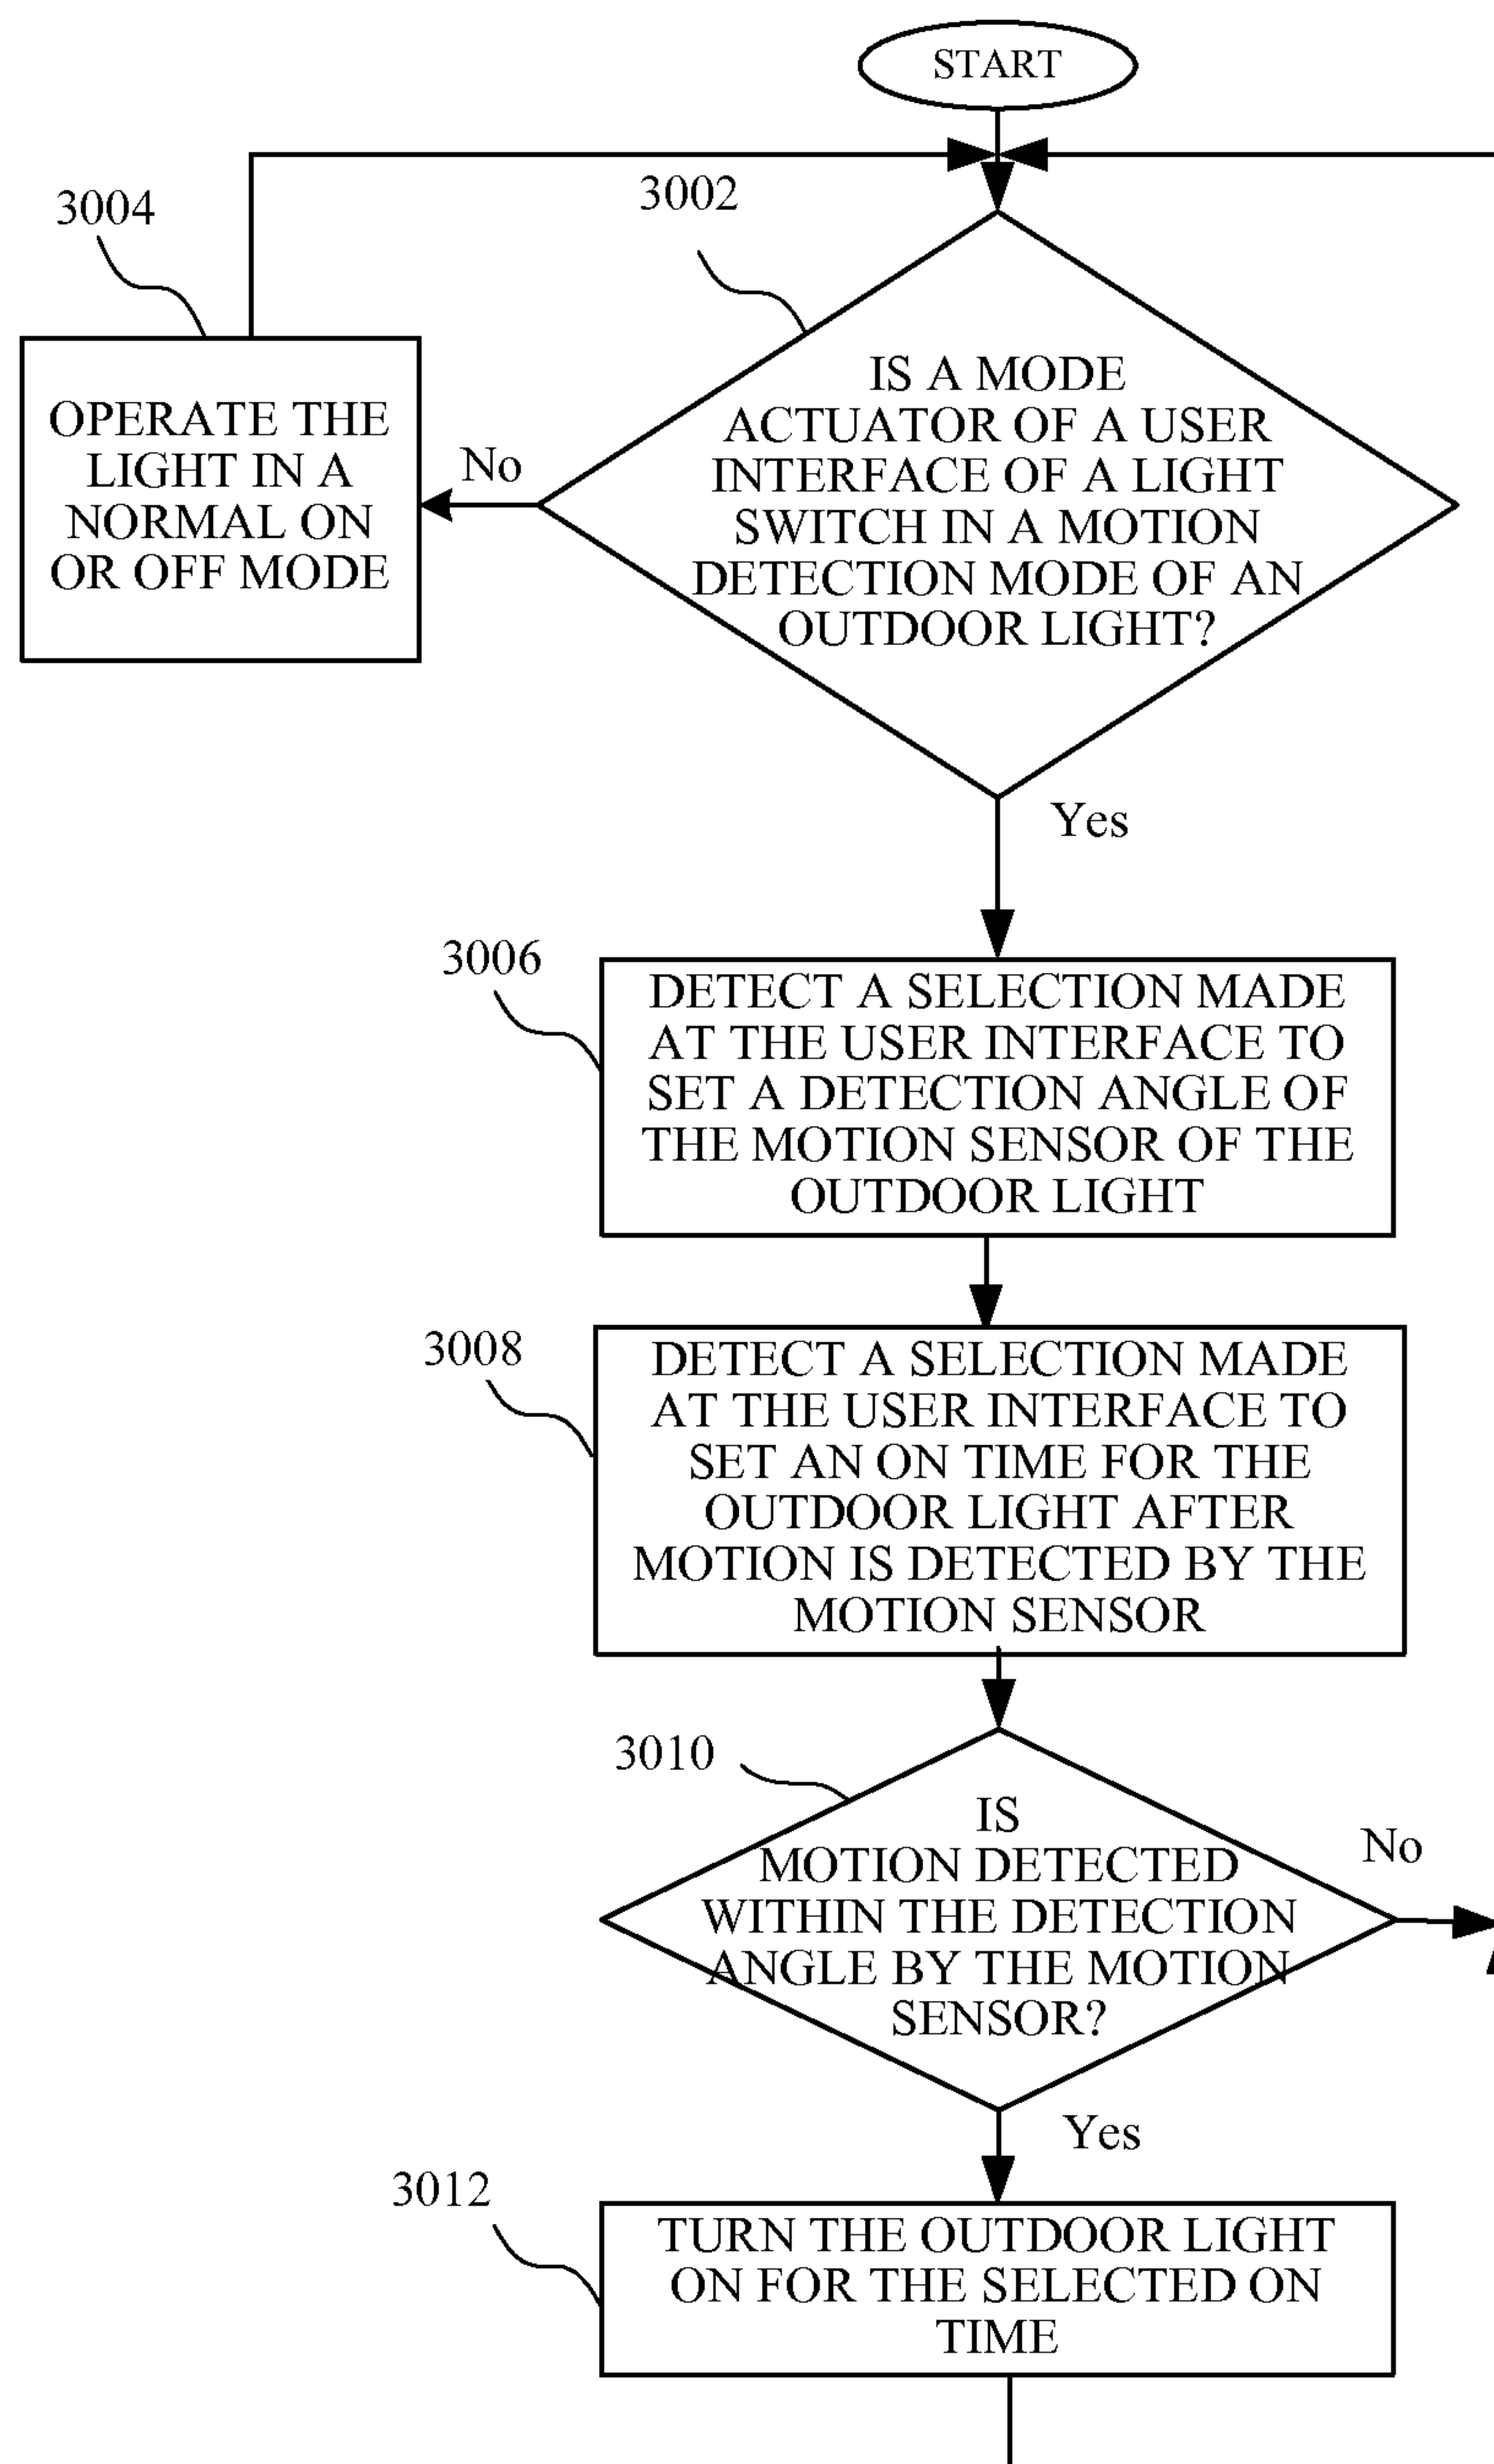 START
3002
3004
IS A MODE
ACTUATOR OF A USER
INTERFACE OF A LIGHT
SWITCH IN A MOTION
DETECTION MODE OF AN
OUTDOOR LIGHT?
No
OPERATE THE
LIGHT IN A
NORMAL ON
OR OFF MODE
Yes
3006
DETECT A SELECTION MADE
AT THE USER INTERFACE TO
SET A DETECTION ANGLE OF
THE MOTION SENSOR OF THE
OUTDOOR LIGHT
3008
DETECT A SELECTION MADE
AT THE USER INTERFACE TO
SET AN ON TIME FOR THE
OUTDOOR LIGHT AFTER
MOTION IS DETECTED BY THE
MOTION SENSOR
3010
IS
MOTION DETECTED
WITHIN THE DETECTION
ANGLE BY THE MOTION
SENSOR?
No
Yes
3012
TURN THE OUTDOOR LIGHT
ON FOR THE SELECTED ON
TIME